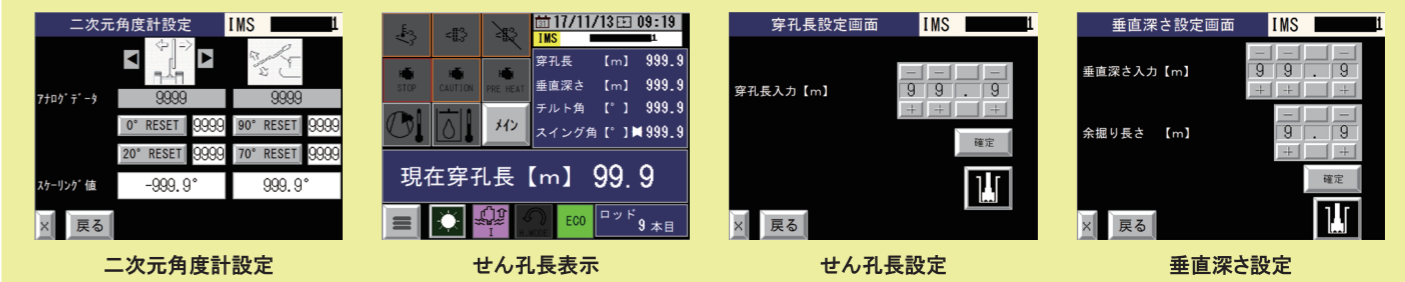 二次元角度計設定 IMS 1
アナログデータ 9999 9999
0° RESET 9999 90° RESET 9999
20° RESET 9999 70° RESET 9999
スケーリング値 -999.9° 999.9°
× 戻る
二次元角度計設定
17/11/13 09:19
IMS 1
穿孔長 【m】 999.9
垂直深さ 【m】 999.9
チルト角 【°】 999.9
スイング角【°】 999.9
STOP CAUTION PRE HEAT
メイン
現在穿孔長【m】 99.9
I H.MODE ECO ロッド 9 本目
せん孔長表示
穿孔長設定画面 IMS 1
穿孔長入力【m】
－ － －
9 9 . 9
＋ ＋ ＋
確定
× 戻る
せん孔長設定
垂直深さ設定画面 IMS 1
垂直深さ入力【m】
－ － －
9 9 . 9
＋ ＋ ＋
余掘り長さ 【m】
－ －
9 . 9
＋ ＋
確定
× 戻る
垂直深さ設定